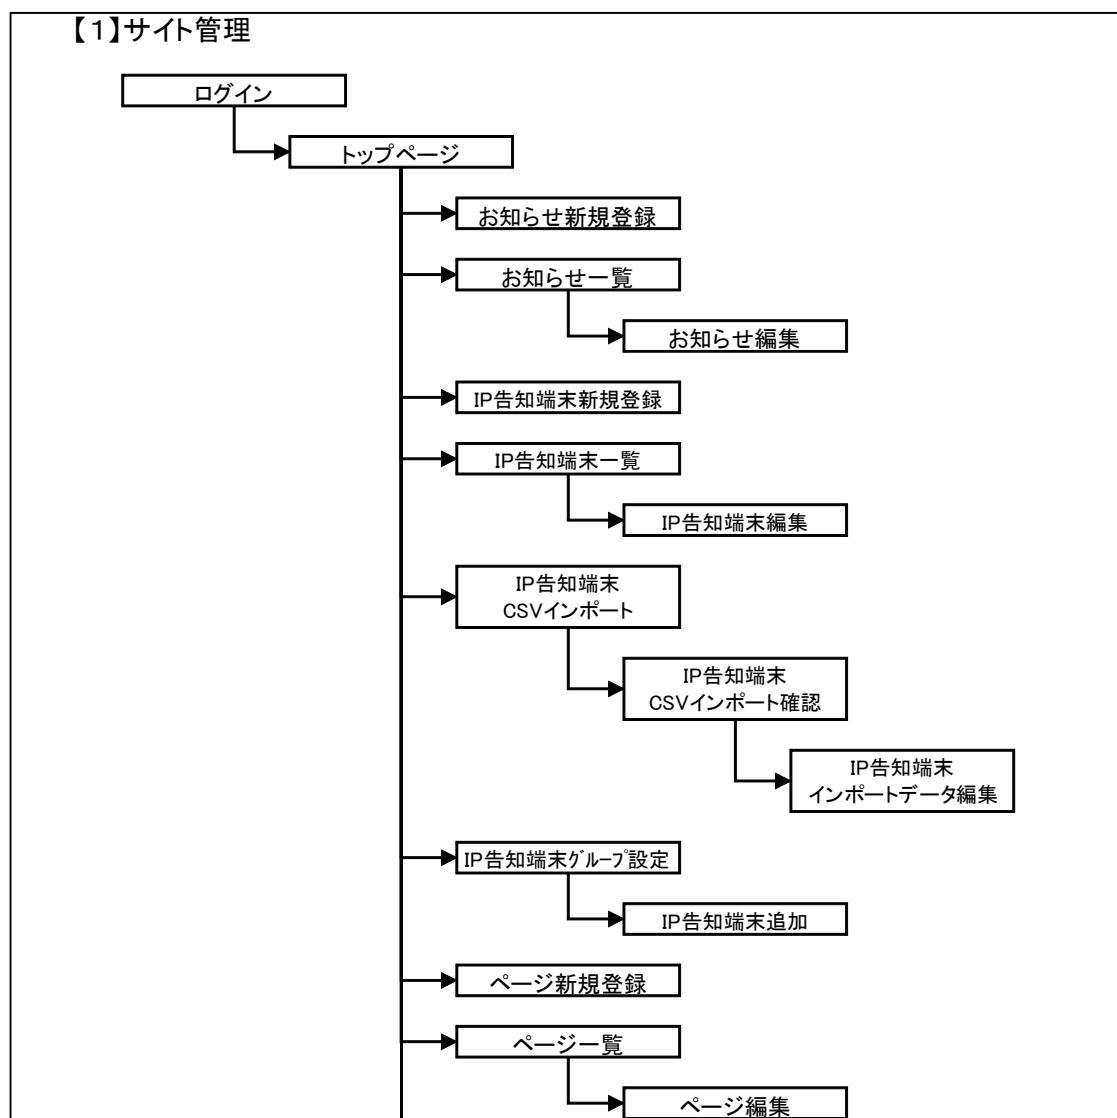 【1】サイト管理
ログイン
トップページ
お知らせ新規登録
お知らせ一覧
お知らせ編集
IP告知端末新規登録
IP告知端末一覧
IP告知端末編集
IP告知端末
CSVインポート
IP告知端末
CSVインポート確認
IP告知端末
インポートデータ編集
IP告知端末ｸﾞﾙｰﾌﾟ設定
IP告知端末追加
ページ新規登録
ページ一覧
ページ編集